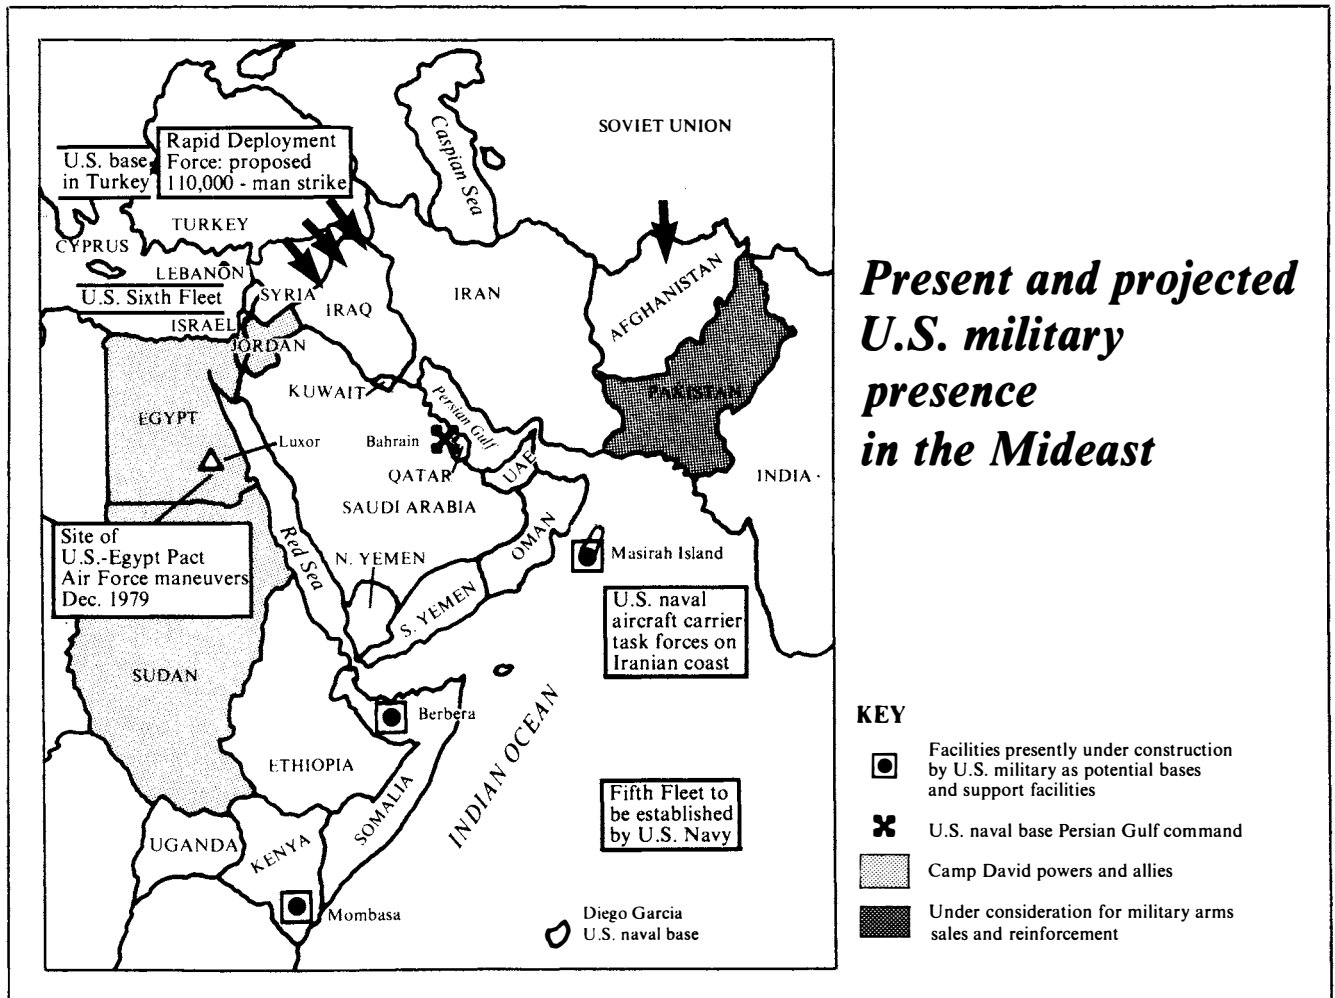 Present and projected
U.S. military
presence
in the Mideast
SOVIET UNION
Caspian Sea
Rapid Deployment
Force: proposed
110,000 - man strike
U.S. base
in Turkey
TURKEY
CYPRUS
LEBANON
U.S. Sixth Fleet
SYRIA
ISRAEL
JORDAN
IRAQ
IRAN
AFGHANISTAN
PAKISTAN
KUWAIT
Persian Gulf
EGYPT
Luxor
Bahrain
QATAR
UAE
INDIA
SAUDI ARABIA
OMAN
Site of
U.S.-Egypt Pact
Air Force maneuvers
Dec. 1979
Red Sea
N. YEMEN
S. YEMEN
Masirah Island
U.S. naval
aircraft carrier
task forces on
Iranian coast
SUDAN
Berbera
ETHIOPIA
SOMALIA
INDIAN OCEAN
Fifth Fleet to
be established
by U.S. Navy
UGANDA
KENYA
Mombasa
Diego Garcia
U.S. naval base
KEY
Facilities presently under construction
by U.S. military as potential bases
and support facilities
U.S. naval base Persian Gulf command
Camp David powers and allies
Under consideration for military arms
sales and reinforcement